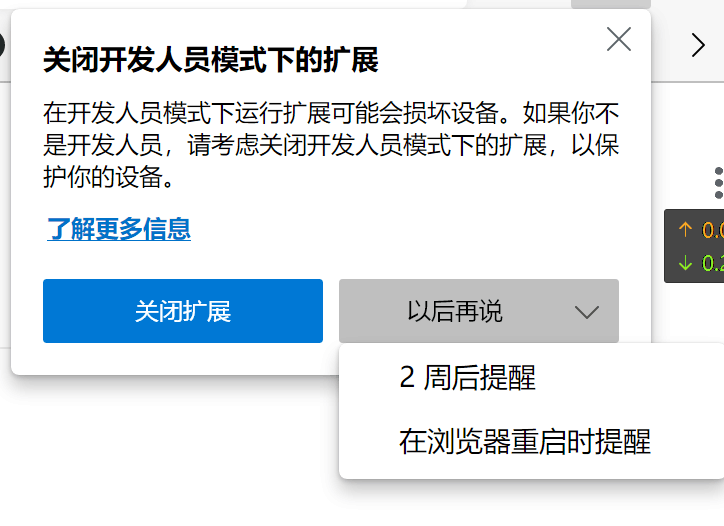 关闭开发人员模式下的扩展
在开发人员模式下运行扩展可能会损坏设备。如果你不
是开发人员，请考虑关闭开发人员模式下的扩展，以保
护你的设备。
了解更多信息
关闭扩展
以后再说
2 周后提醒
在浏览器重启时提醒